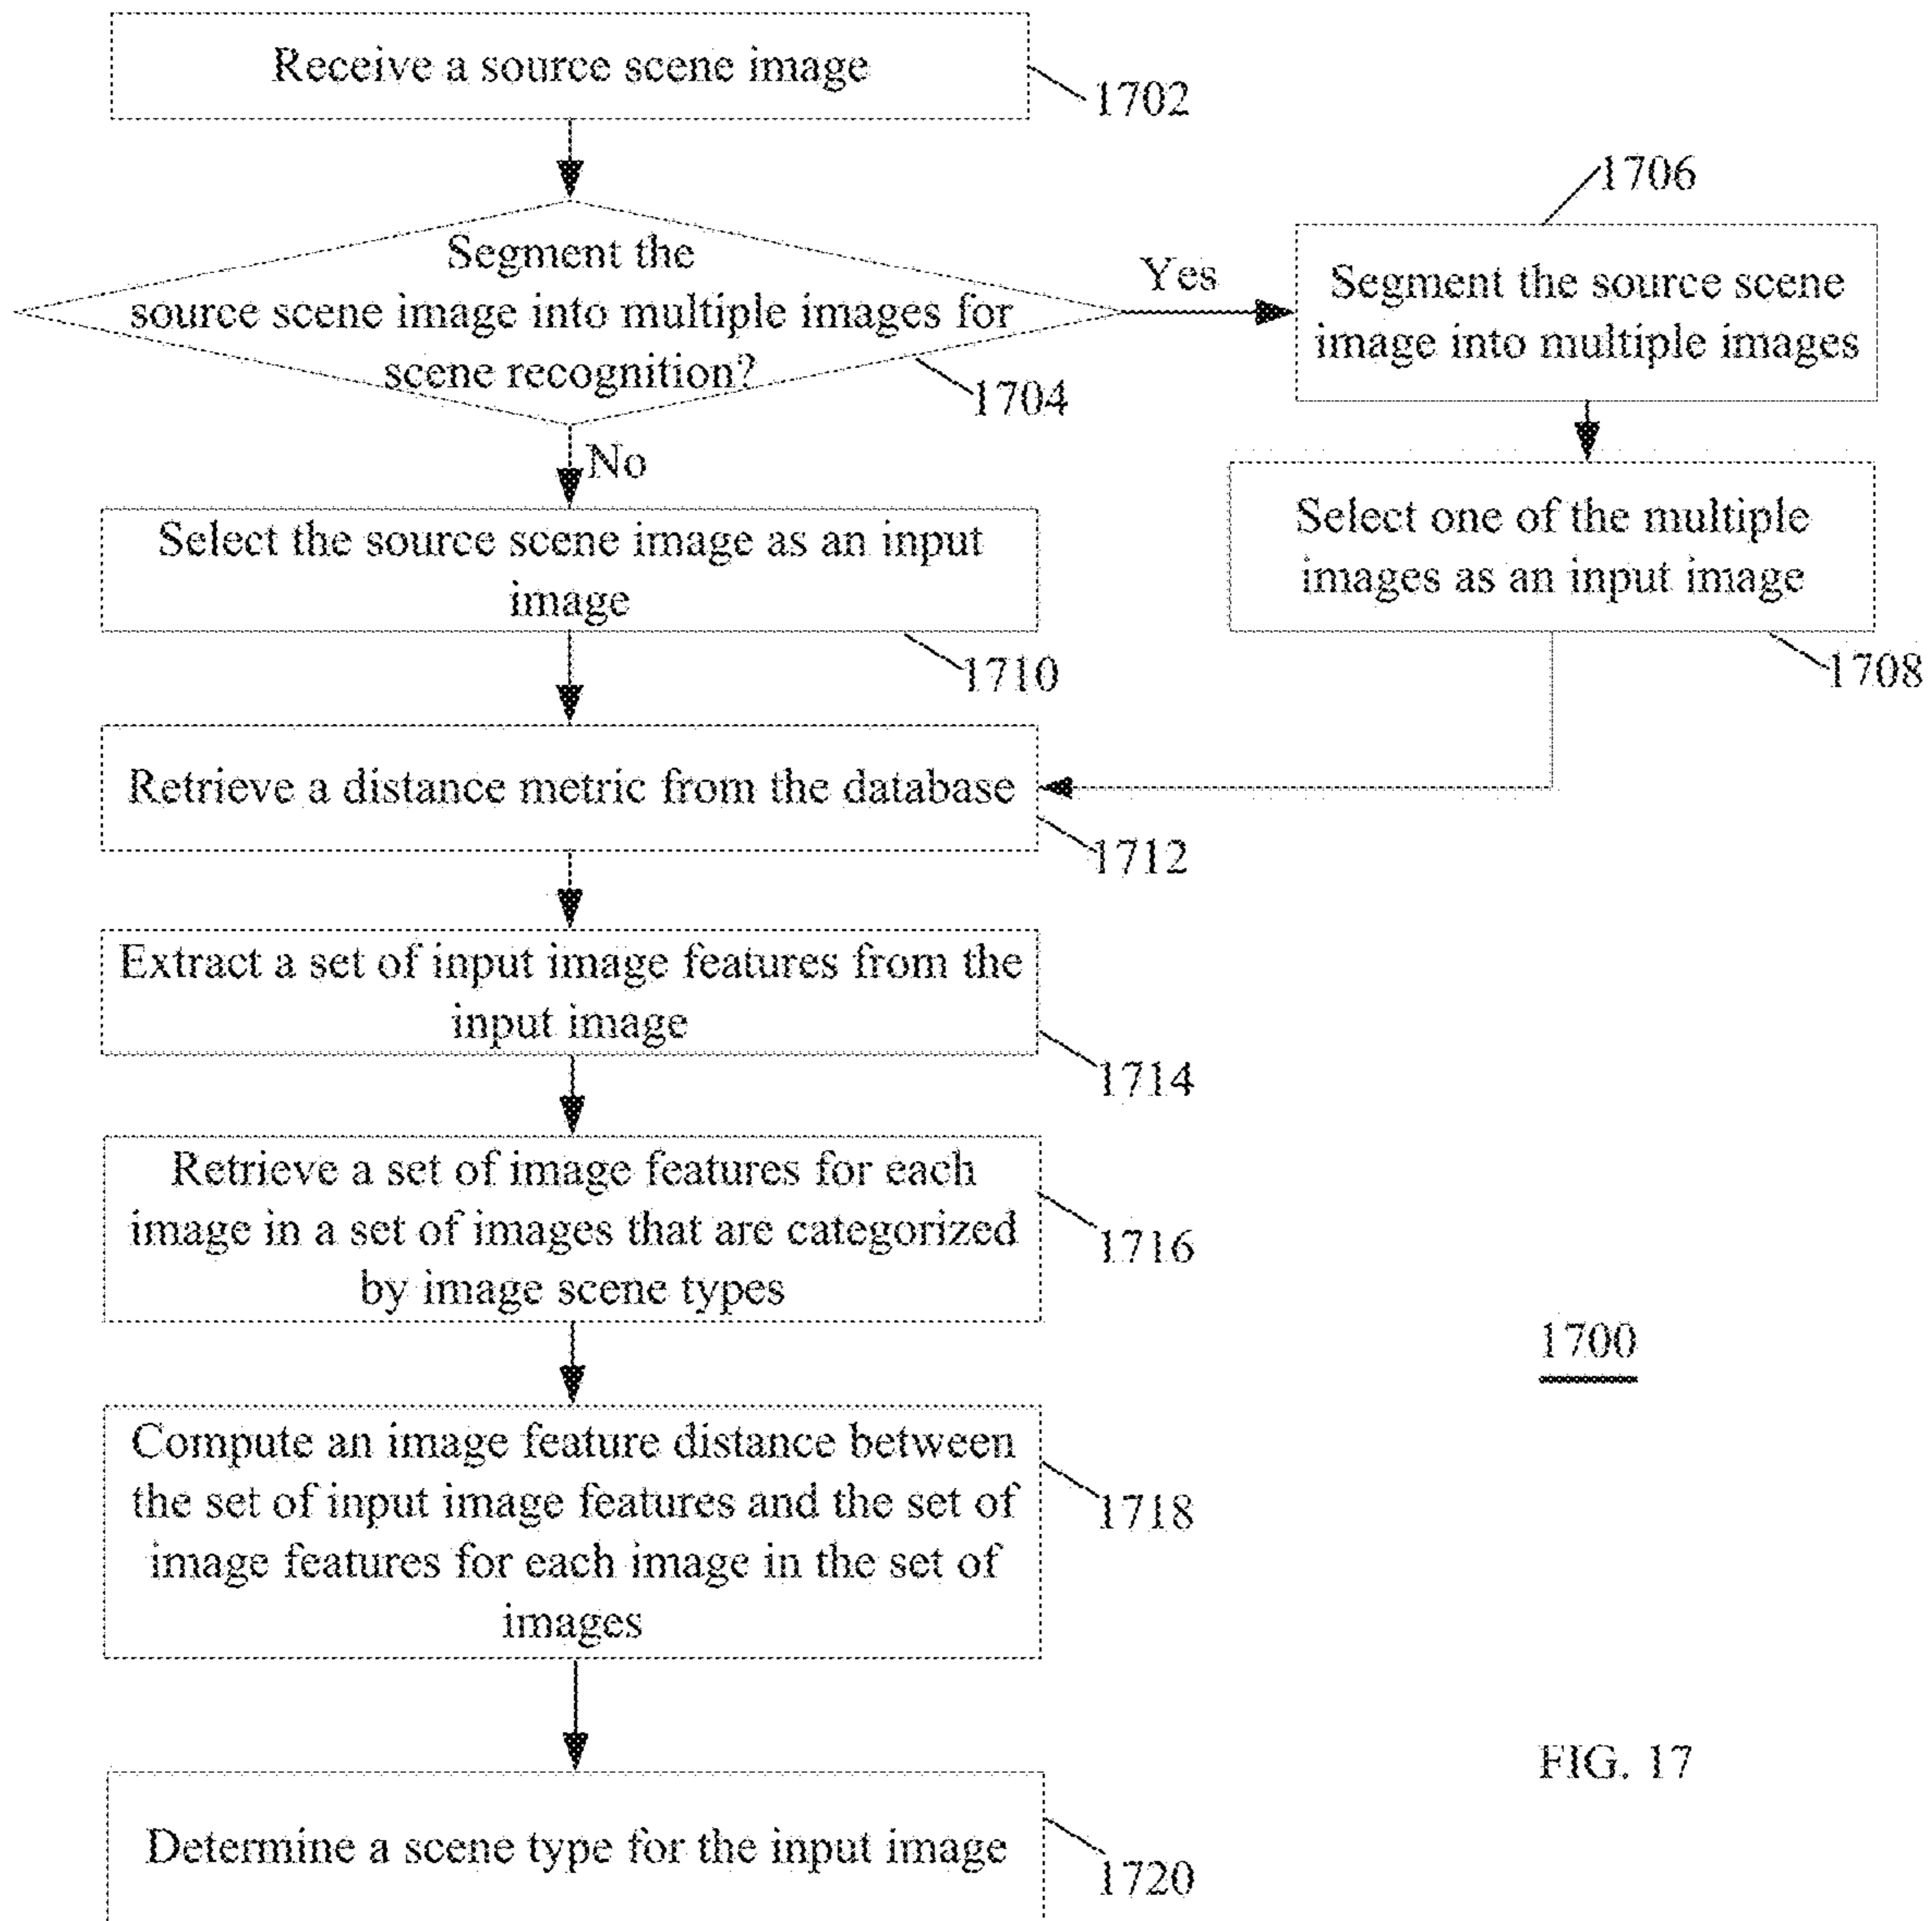 Receive a source scene image
1702
Segment the
source scene image into multiple images for
scene recognition?
1704
Yes
1706
Segment the source scene
image into multiple images
No
Select one of the multiple
images as an input image
1708
Select the source scene image as an input
image
1710
Retrieve a distance metric from the database
1712
Extract a set of input image features from the
input image
1714
Retrieve a set of image features for each
image in a set of images that are categorized
by image scene types
1716
Compute an image feature distance between
the set of input image features and the set of
image features for each image in the set of
images
1718
Determine a scene type for the input image
1720
1700
FIG. 17